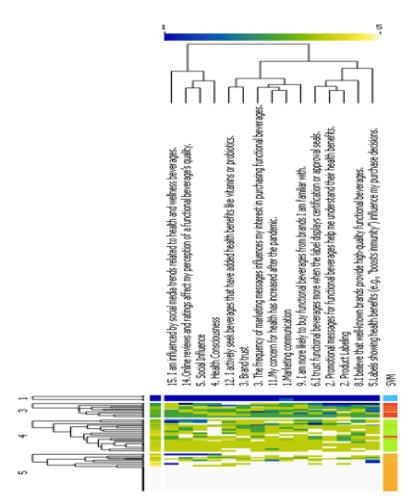 15. I am influenced by social media trends related to health and wellness beverages.
14.Online reviews and ratings affect my perception of a functional beverage's quality.
5. Social Influence
4. Health Consciousness
12. I actively seek beverages that have added health benefits like vitamins or probiotics.
3. Brand trust
3. The frequency of marketing messages influences my interest in purchasing functional beverages.
11.My concern for health has increased after the pandemic.
1.Marketing communication
9. I am more likely to buy functional beverages from brands I am familiar with.
6.I trust functional beverages more when the label displays certification or approval seals.
2. Promotional messages for functional beverages help me understand their health benefits.
2. Product Labeling
8.I believe that well-known brands provide high-quality functional beverages.
5.Labels showing health benefits (e.g., "boosts immunity") influence my purchase decisions.
1
3
4
5